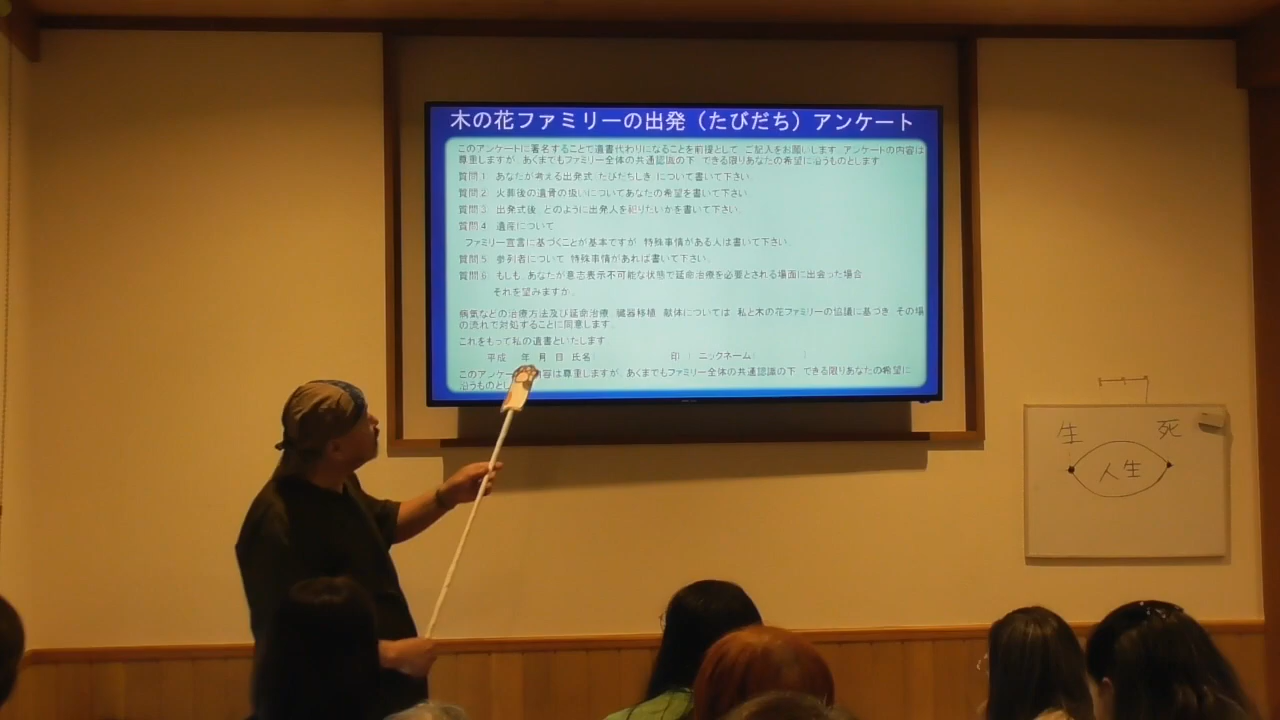 木の花ファミリーの出発（たびだち）アンケート
このアンケートに署名することで遺書代わりになることを前提として ご記入をお願いします アンケートの内容は
尊重しますが あくまでもファミリー全体の共通認識の下 できる限りあなたの希望に沿うものとします
質問1 あなたが考える出発式(たびだちしき)について書いて下さい。
質問2 火葬後の遺骨の扱いについてあなたの希望を書いて下さい。
質問3 出発式後 どのように出発人を祀りたいかを書いて下さい。
質問4 遺産について
ファミリー宣言に基づくことが基本ですが 特殊事情がある人は書いて下さい。
質問5 参列者について 特殊事情があれば書いて下さい。
質問6 もしも あなたが意志表示不可能な状態で延命治療を必要とされる場面に出会った場合
それを望みますか。
病気などの治療方法及び延命治療 臓器移植 献体については 私と木の花ファミリーの協議に基づき その場
の流れで対処することに同意します。
これをもって私の遺書といたします
平成 年 月 日 氏名( 印 ) ニックネーム( )
このアンケー 内容は尊重しますが あくまでもファミリー全体の共通認識の下 できる限りあなたの希望に
沿うものとし
生 死
人生